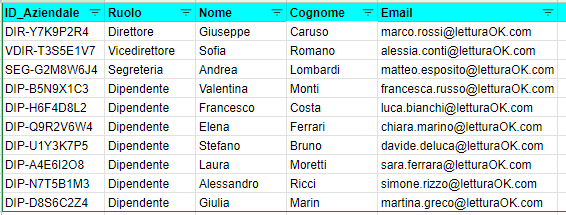 ID_Aziendale Ruolo Nome Cognome Email
DIR-Y7K9P2R4 Direttore Giuseppe Caruso marco.rossi@letturaOK.com
VDIR-T3S5E1V7 Vicedirettore Sofia Romano alessia.conti@letturaOK.com
SEG-G2M8W6J4 Segreteria Andrea Lombardi matteo.esposito@letturaOK.com
DIP-B5N9X1C3 Dipendente Valentina Monti francesca.russo@letturaOK.com
DIP-H6F4D8L2 Dipendente Francesco Costa luca.bianchi@letturaOK.com
DIP-Q9R2V6W4 Dipendente Elena Ferrari chiara.marino@letturaOK.com
DIP-U1Y3K7P5 Dipendente Stefano Bruno davide.deluca@letturaOK.com
DIP-A4E6I2O8 Dipendente Laura Moretti sara.ferrara@letturaOK.com
DIP-N7T5B1M3 Dipendente Alessandro Ricci simone.rizzo@letturaOK.com
DIP-D8S6C2Z4 Dipendente Giulia Marin martina.greco@letturaOK.com